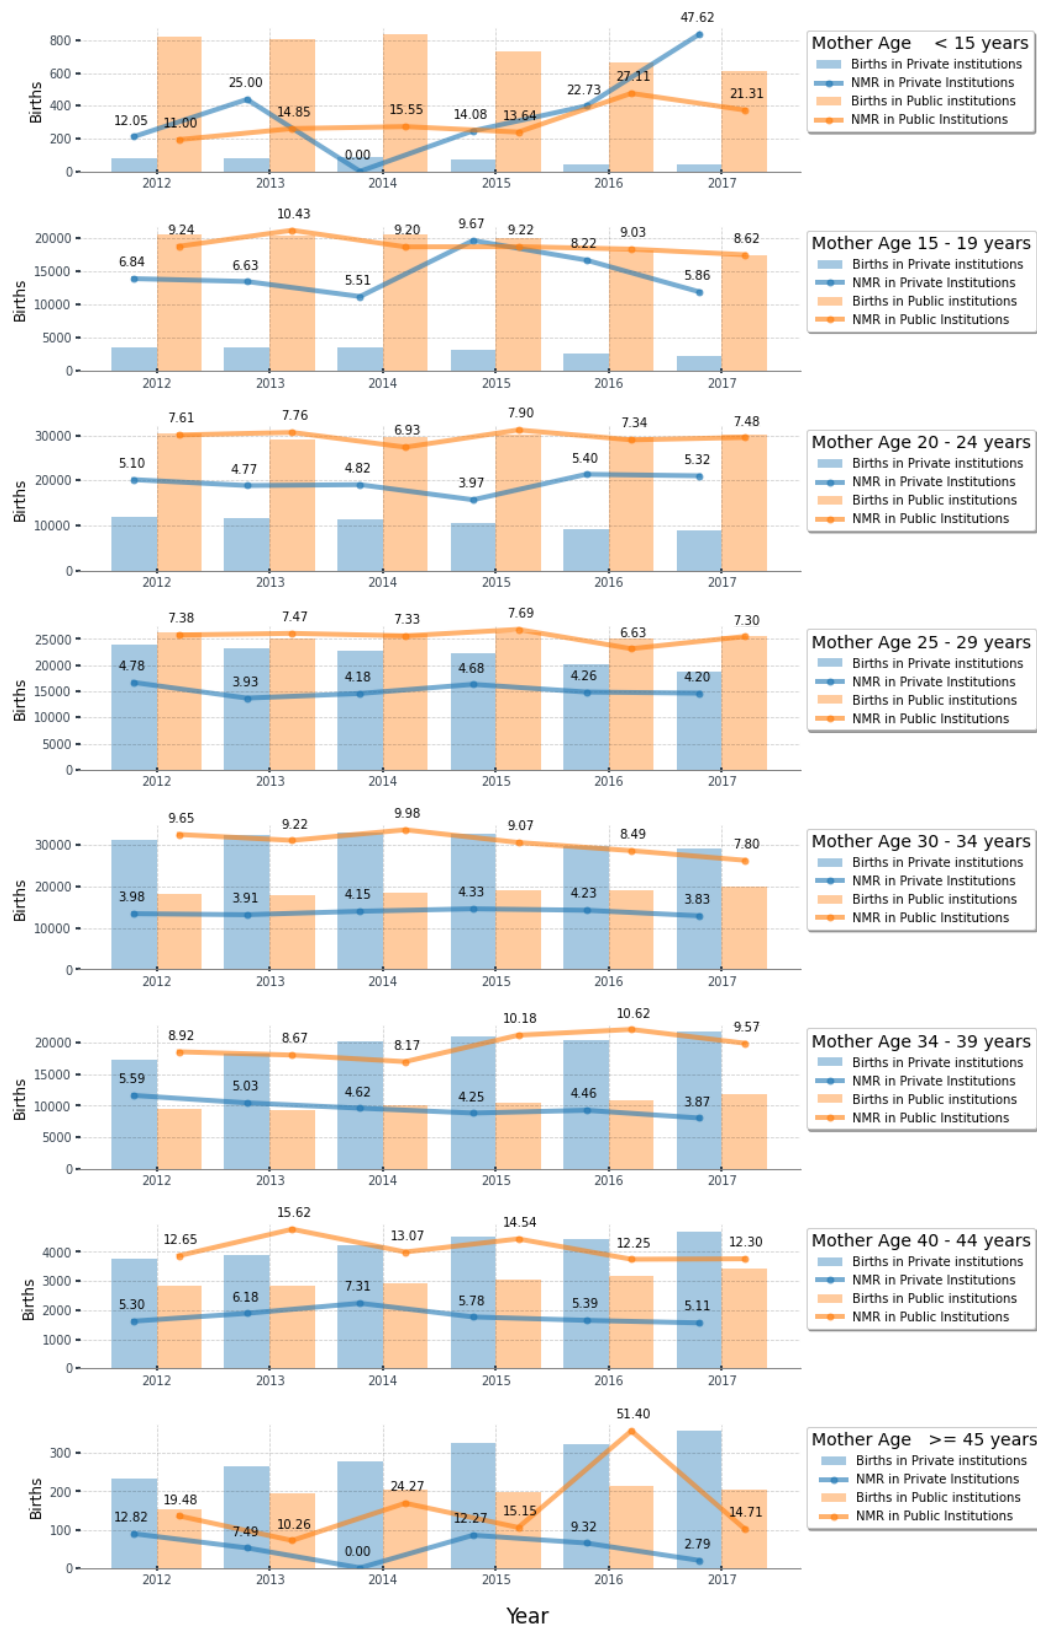 47.62
800
600
400
200
0
Births
12.05
11.00
25.00
14.85
0.00
15.55
14.08
13.64
22.73
27.11
21.31
2012 2013 2014 2015 2016 2017
Mother Age < 15 years
Births in Private institutions
NMR in Private Institutions
Births in Public institutions
NMR in Public Institutions
20000
15000
10000
5000
0
Births
6.84
9.24
6.63
10.43
5.51
9.20
9.67
9.22
8.22
9.03
5.86
8.62
2012 2013 2014 2015 2016 2017
Mother Age 15 - 19 years
Births in Private institutions
NMR in Private Institutions
Births in Public institutions
NMR in Public Institutions
30000
20000
10000
0
Births
5.10
7.61
4.77
7.76
4.82
6.93
3.97
7.90
5.40
7.34
5.32
7.48
2012 2013 2014 2015 2016 2017
Mother Age 20 - 24 years
Births in Private institutions
NMR in Private Institutions
Births in Public institutions
NMR in Public Institutions
25000
20000
15000
10000
5000
0
Births
4.78
7.38
3.93
7.47
4.18
7.33
4.68
7.69
4.26
6.63
4.20
7.30
2012 2013 2014 2015 2016 2017
Mother Age 25 - 29 years
Births in Private institutions
NMR in Private Institutions
Births in Public institutions
NMR in Public Institutions
30000
20000
10000
0
Births
3.98
9.65
3.91
9.22
4.15
9.98
4.33
9.07
4.23
8.49
3.83
7.80
2012 2013 2014 2015 2016 2017
Mother Age 30 - 34 years
Births in Private institutions
NMR in Private Institutions
Births in Public institutions
NMR in Public Institutions
20000
15000
10000
5000
0
Births
5.59
8.92
5.03
8.67
4.62
8.17
4.25
10.18
4.46
10.62
3.87
9.57
2012 2013 2014 2015 2016 2017
Mother Age 34 - 39 years
Births in Private institutions
NMR in Private Institutions
Births in Public institutions
NMR in Public Institutions
4000
3000
2000
1000
0
Births
5.30
12.65
6.18
15.62
7.31
13.07
5.78
14.54
5.39
12.25
5.11
12.30
2012 2013 2014 2015 2016 2017
Mother Age 40 - 44 years
Births in Private institutions
NMR in Private Institutions
Births in Public institutions
NMR in Public Institutions
300
200
100
0
Births
12.82
19.48
7.49
10.26
0.00
24.27
12.27
15.15
9.32
51.40
2.79
14.71
2012 2013 2014 2015 2016 2017
Mother Age >= 45 years
Births in Private institutions
NMR in Private Institutions
Births in Public institutions
NMR in Public Institutions
Year